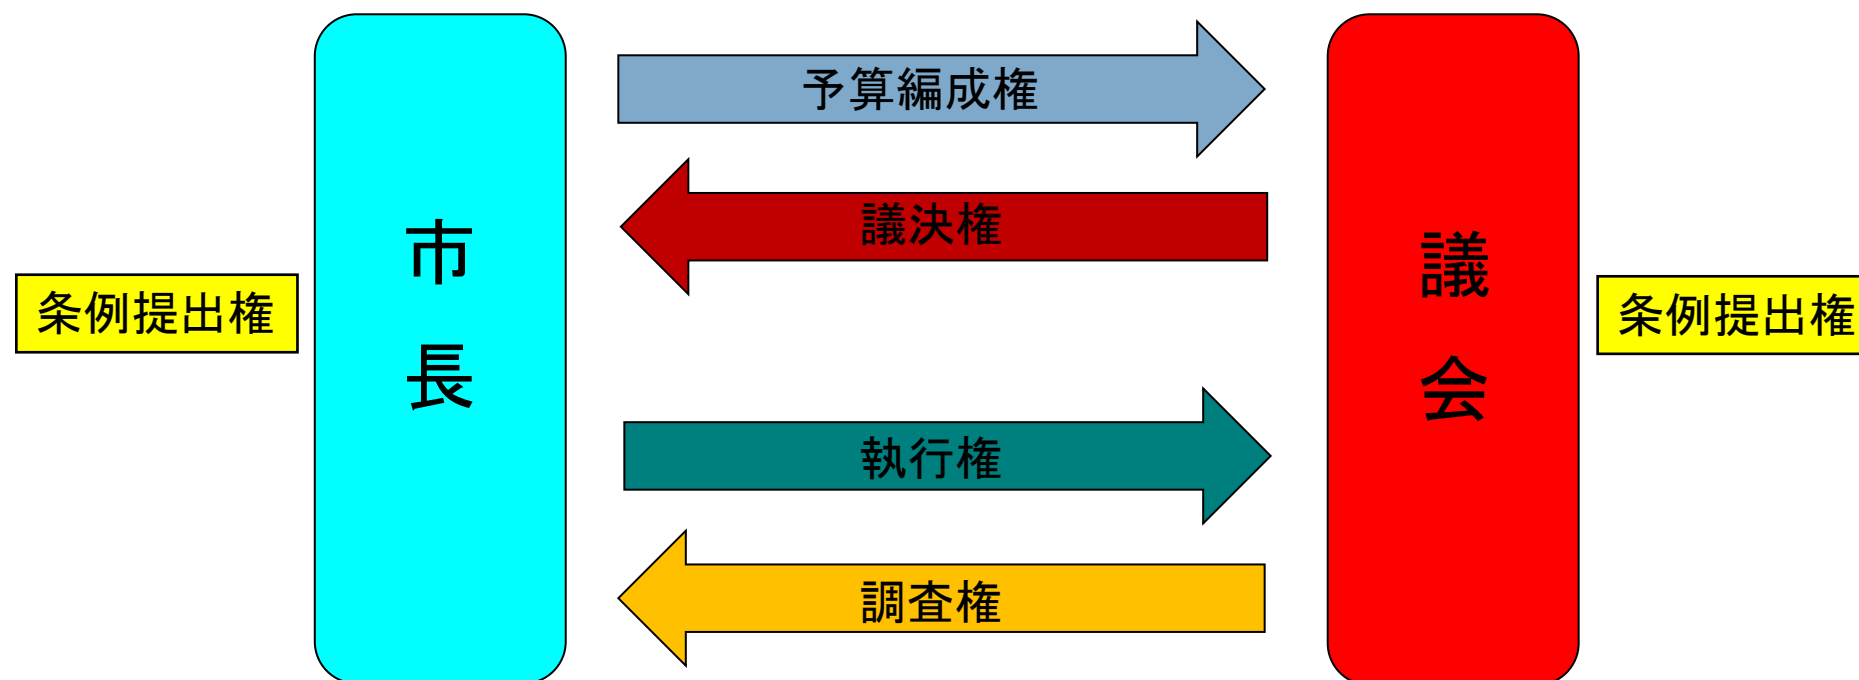 条例提出権
市
長
予算編成権
議決権
執行権
調査権
議
会
条例提出権